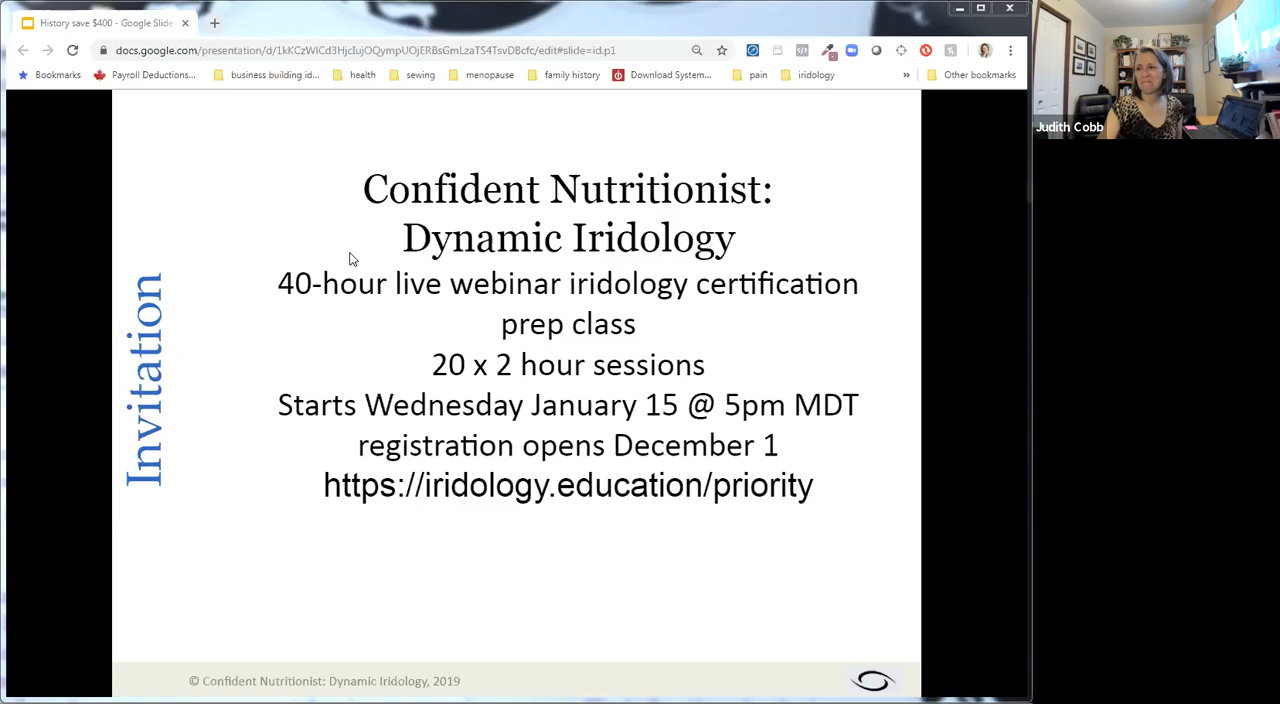 History save $400 - Google Slide
docs.google.com/presentation/d/1kKCzWlCd3HjcIujOQympUOjERBsGmLzaTS4TsvDBcfc/edit#slide=id.p1
Bookmarks
Payroll Deductions...
business building id...
health
sewing
menopause
family history
Download System...
pain
iridology
Other bookmarks
Judith Cobb
Invitation
Confident Nutritionist:
Dynamic Iridology
40-hour live webinar iridology certification
prep class
20 x 2 hour sessions
Starts Wednesday January 15 @ 5pm MDT
registration opens December 1
https://iridology.education/priority
© Confident Nutritionist: Dynamic Iridology, 2019